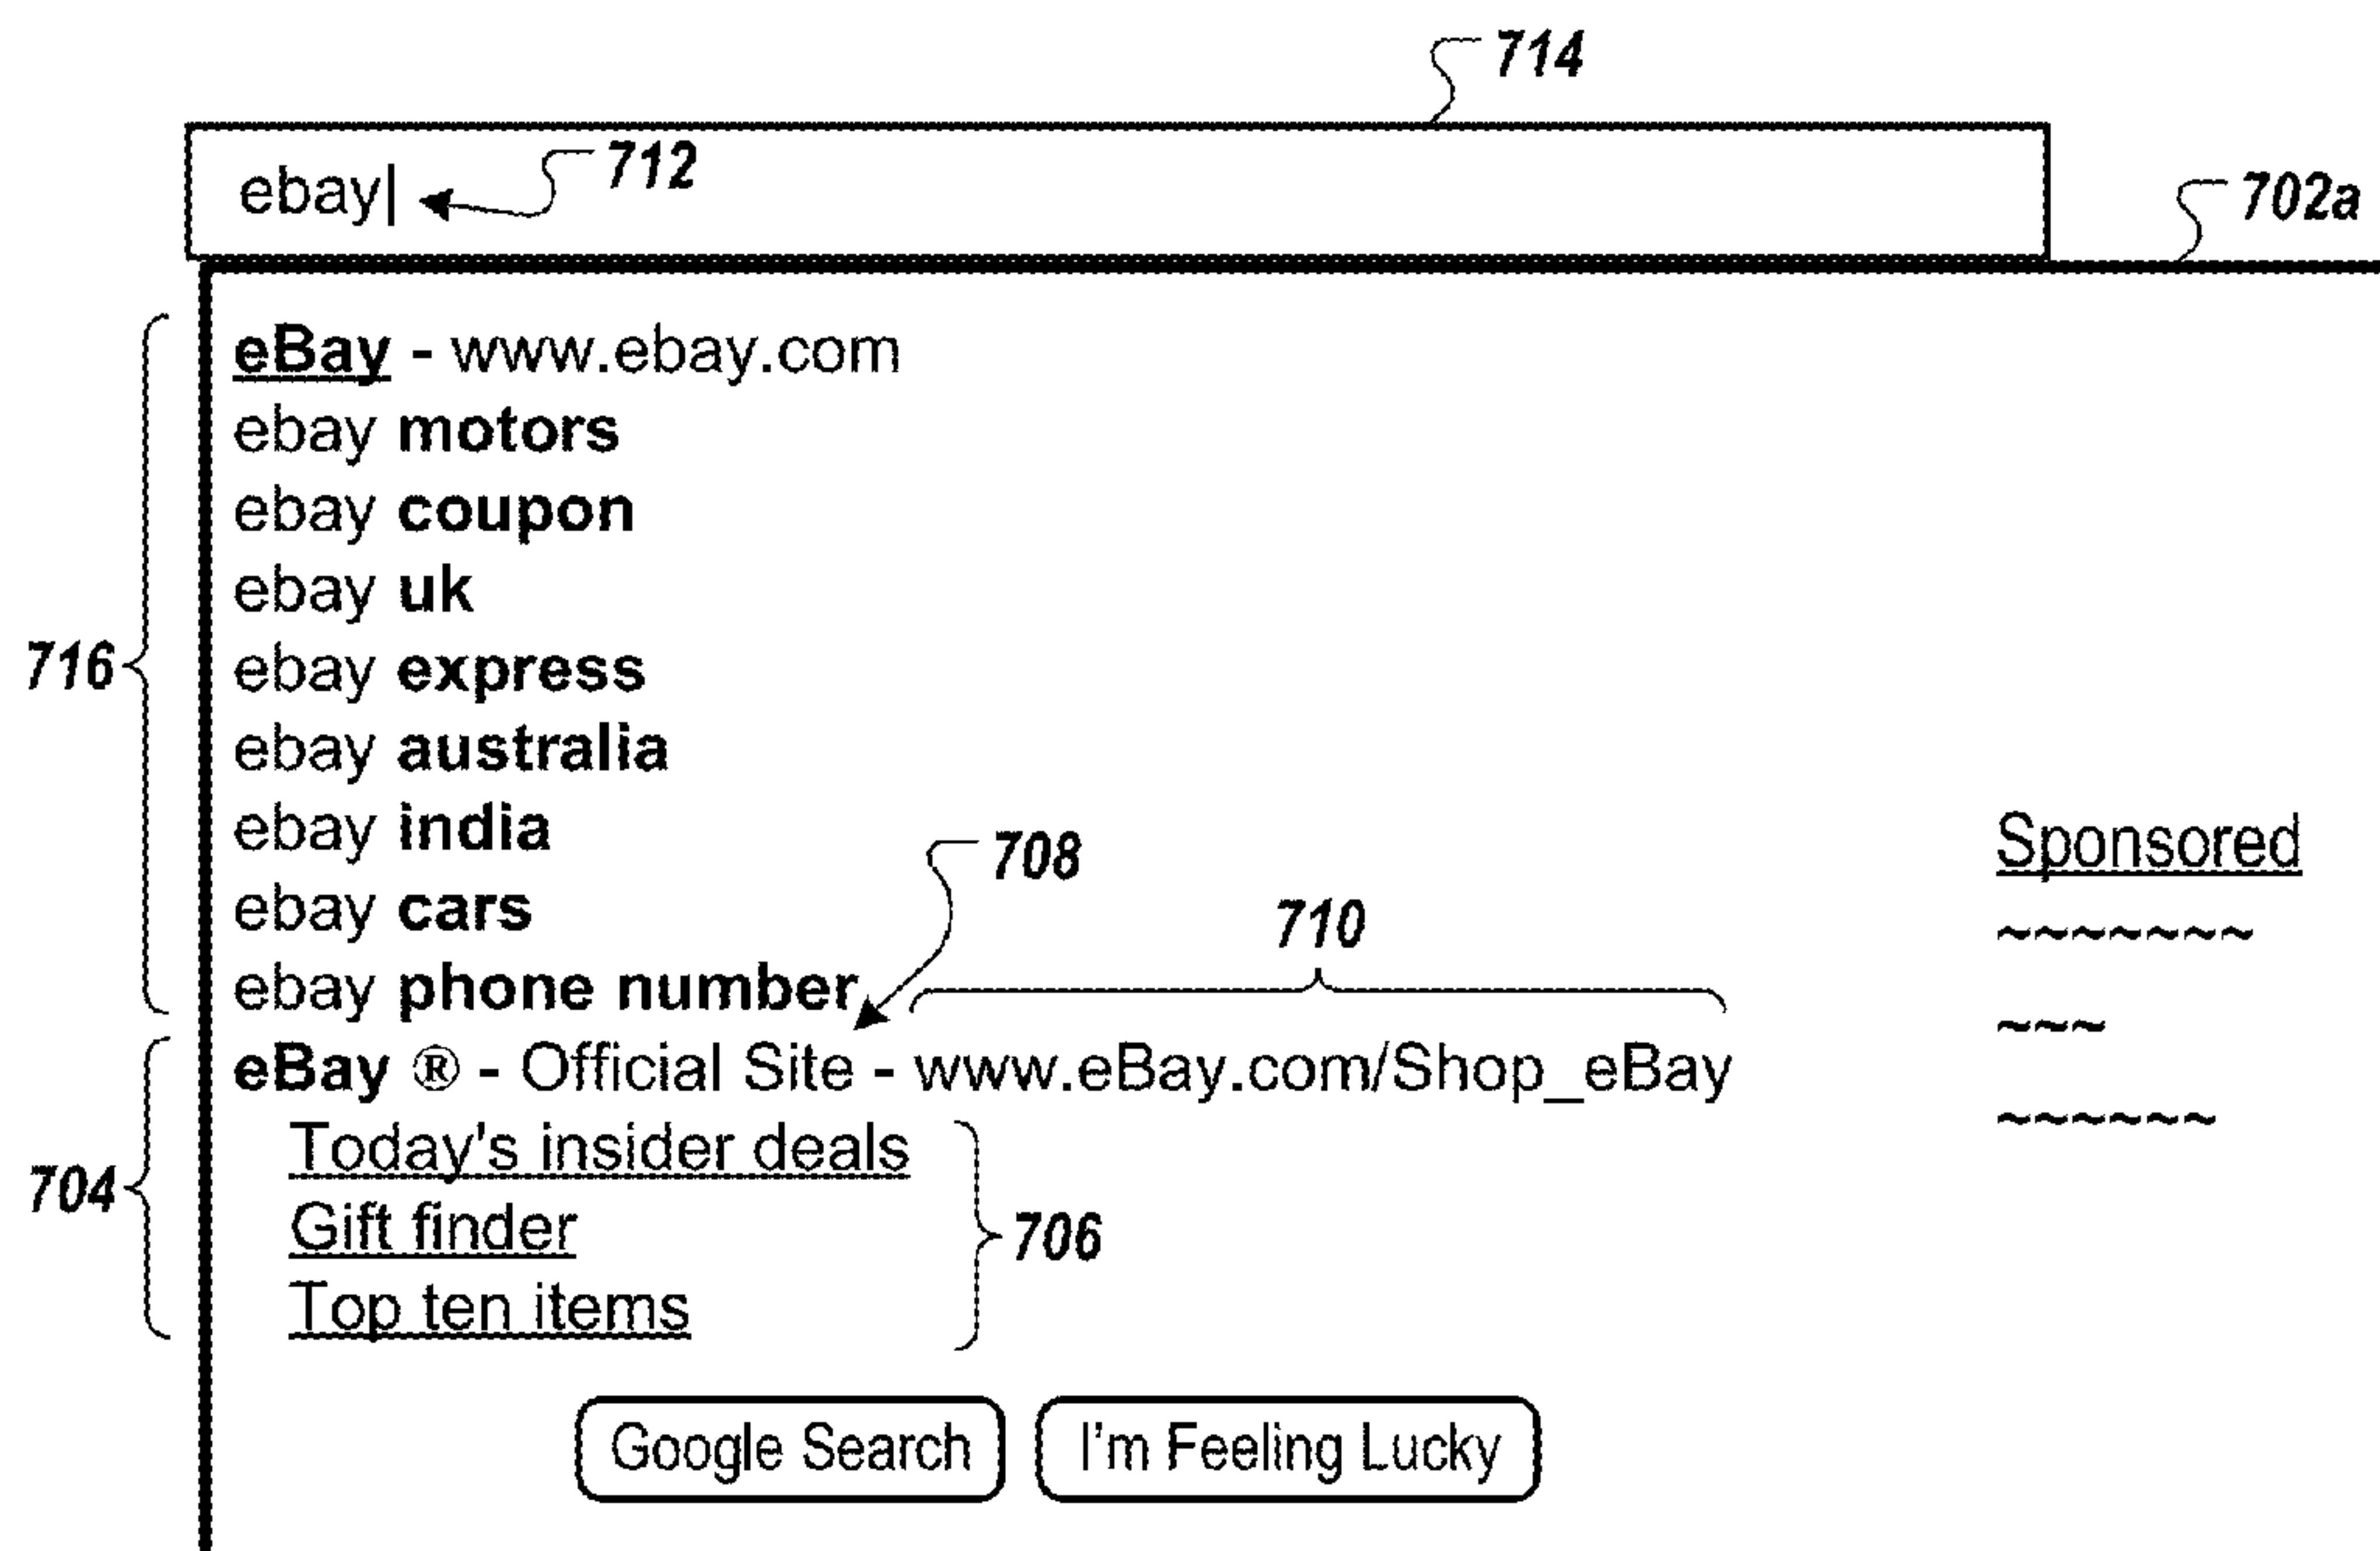 714
ebay| 712
702a
eBay - www.ebay.com
ebay motors
ebay coupon
ebay uk
716 ebay express
ebay australia
ebay india
708
Sponsored
ebay cars
710
~~~~~~~
ebay phone number
~~~
eBay ® - Official Site - www.eBay.com/Shop_eBay
~~~~~~
Today's insider deals
704
Gift finder
706
Top ten items
Google Search I'm Feeling Lucky